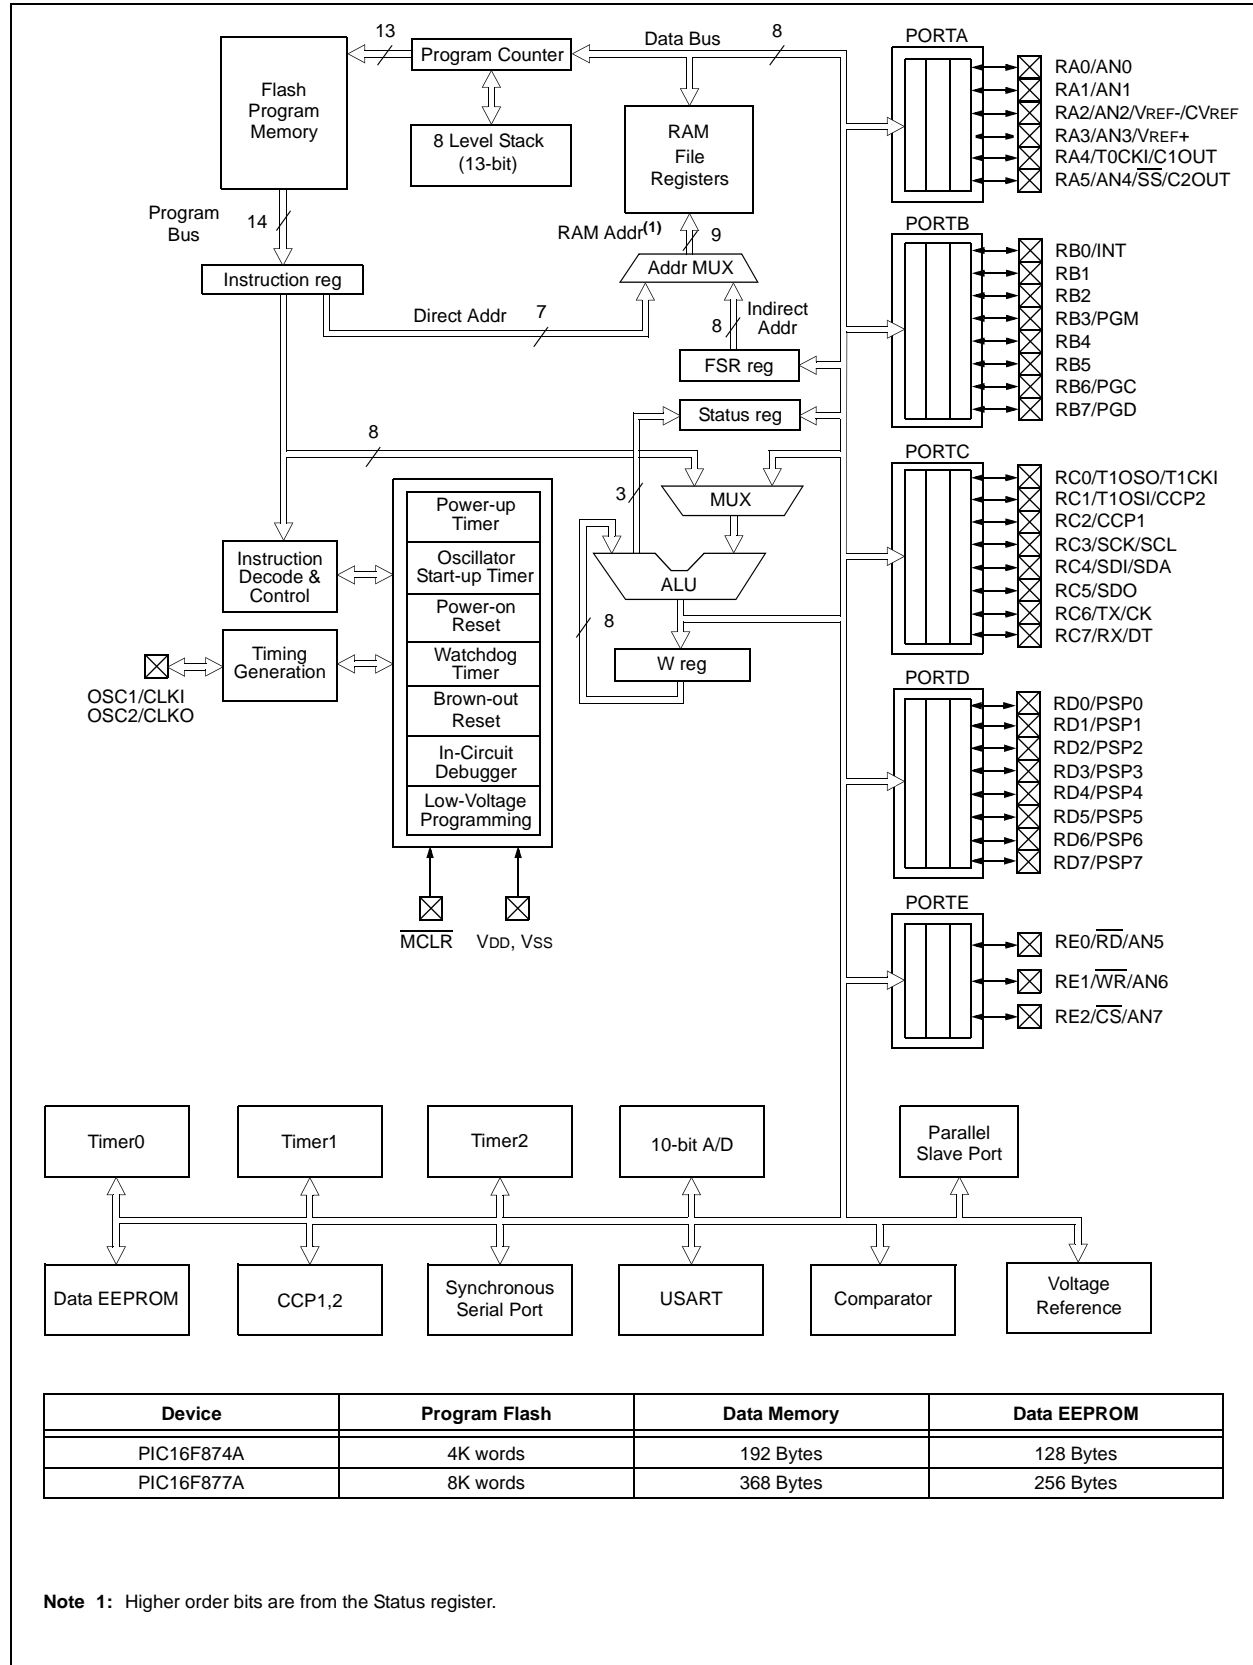 13
Program Counter
Data Bus
8
PORTA
Flash
Program
Memory
8 Level Stack
(13-bit)
RAM
File
Registers
RA0/AN0
RA1/AN1
RA2/AN2/VREF-/CVREF
RA3/AN3/VREF+
RA4/T0CKI/C1OUT
RA5/AN4/S̅S̅/C2OUT
Program
Bus
14
RAM Addr(1)
9
PORTB
Instruction reg
Addr MUX
Direct Addr
7
8
Indirect
Addr
FSR reg
Status reg
RB0/INT
RB1
RB2
RB3/PGM
RB4
RB5
RB6/PGC
RB7/PGD
8
3
MUX
PORTC
Power-up
Timer
Oscillator
Start-up Timer
Power-on
Reset
Watchdog
Timer
Brown-out
Reset
In-Circuit
Debugger
Low-Voltage
Programming
Instruction
Decode &
Control
Timing
Generation
OSC1/CLKI
OSC2/CLKO
ALU
8
W reg
RC0/T1OSO/T1CKI
RC1/T1OSI/CCP2
RC2/CCP1
RC3/SCK/SCL
RC4/SDI/SDA
RC5/SDO
RC6/TX/CK
RC7/RX/DT
PORTD
RD0/PSP0
RD1/PSP1
RD2/PSP2
RD3/PSP3
RD4/PSP4
RD5/PSP5
RD6/PSP6
RD7/PSP7
M̅C̅L̅R̅
VDD, VSS
PORTE
RE0/R̅D̅/AN5
RE1/W̅R̅/AN6
RE2/C̅S̅/AN7
Timer0
Timer1
Timer2
10-bit A/D
Parallel
Slave Port
Data EEPROM
CCP1,2
Synchronous
Serial Port
USART
Comparator
Voltage
Reference
Device Program Flash Data Memory Data EEPROM
PIC16F874A 4K words 192 Bytes 128 Bytes
PIC16F877A 8K words 368 Bytes 256 Bytes
Note 1: Higher order bits are from the Status register.